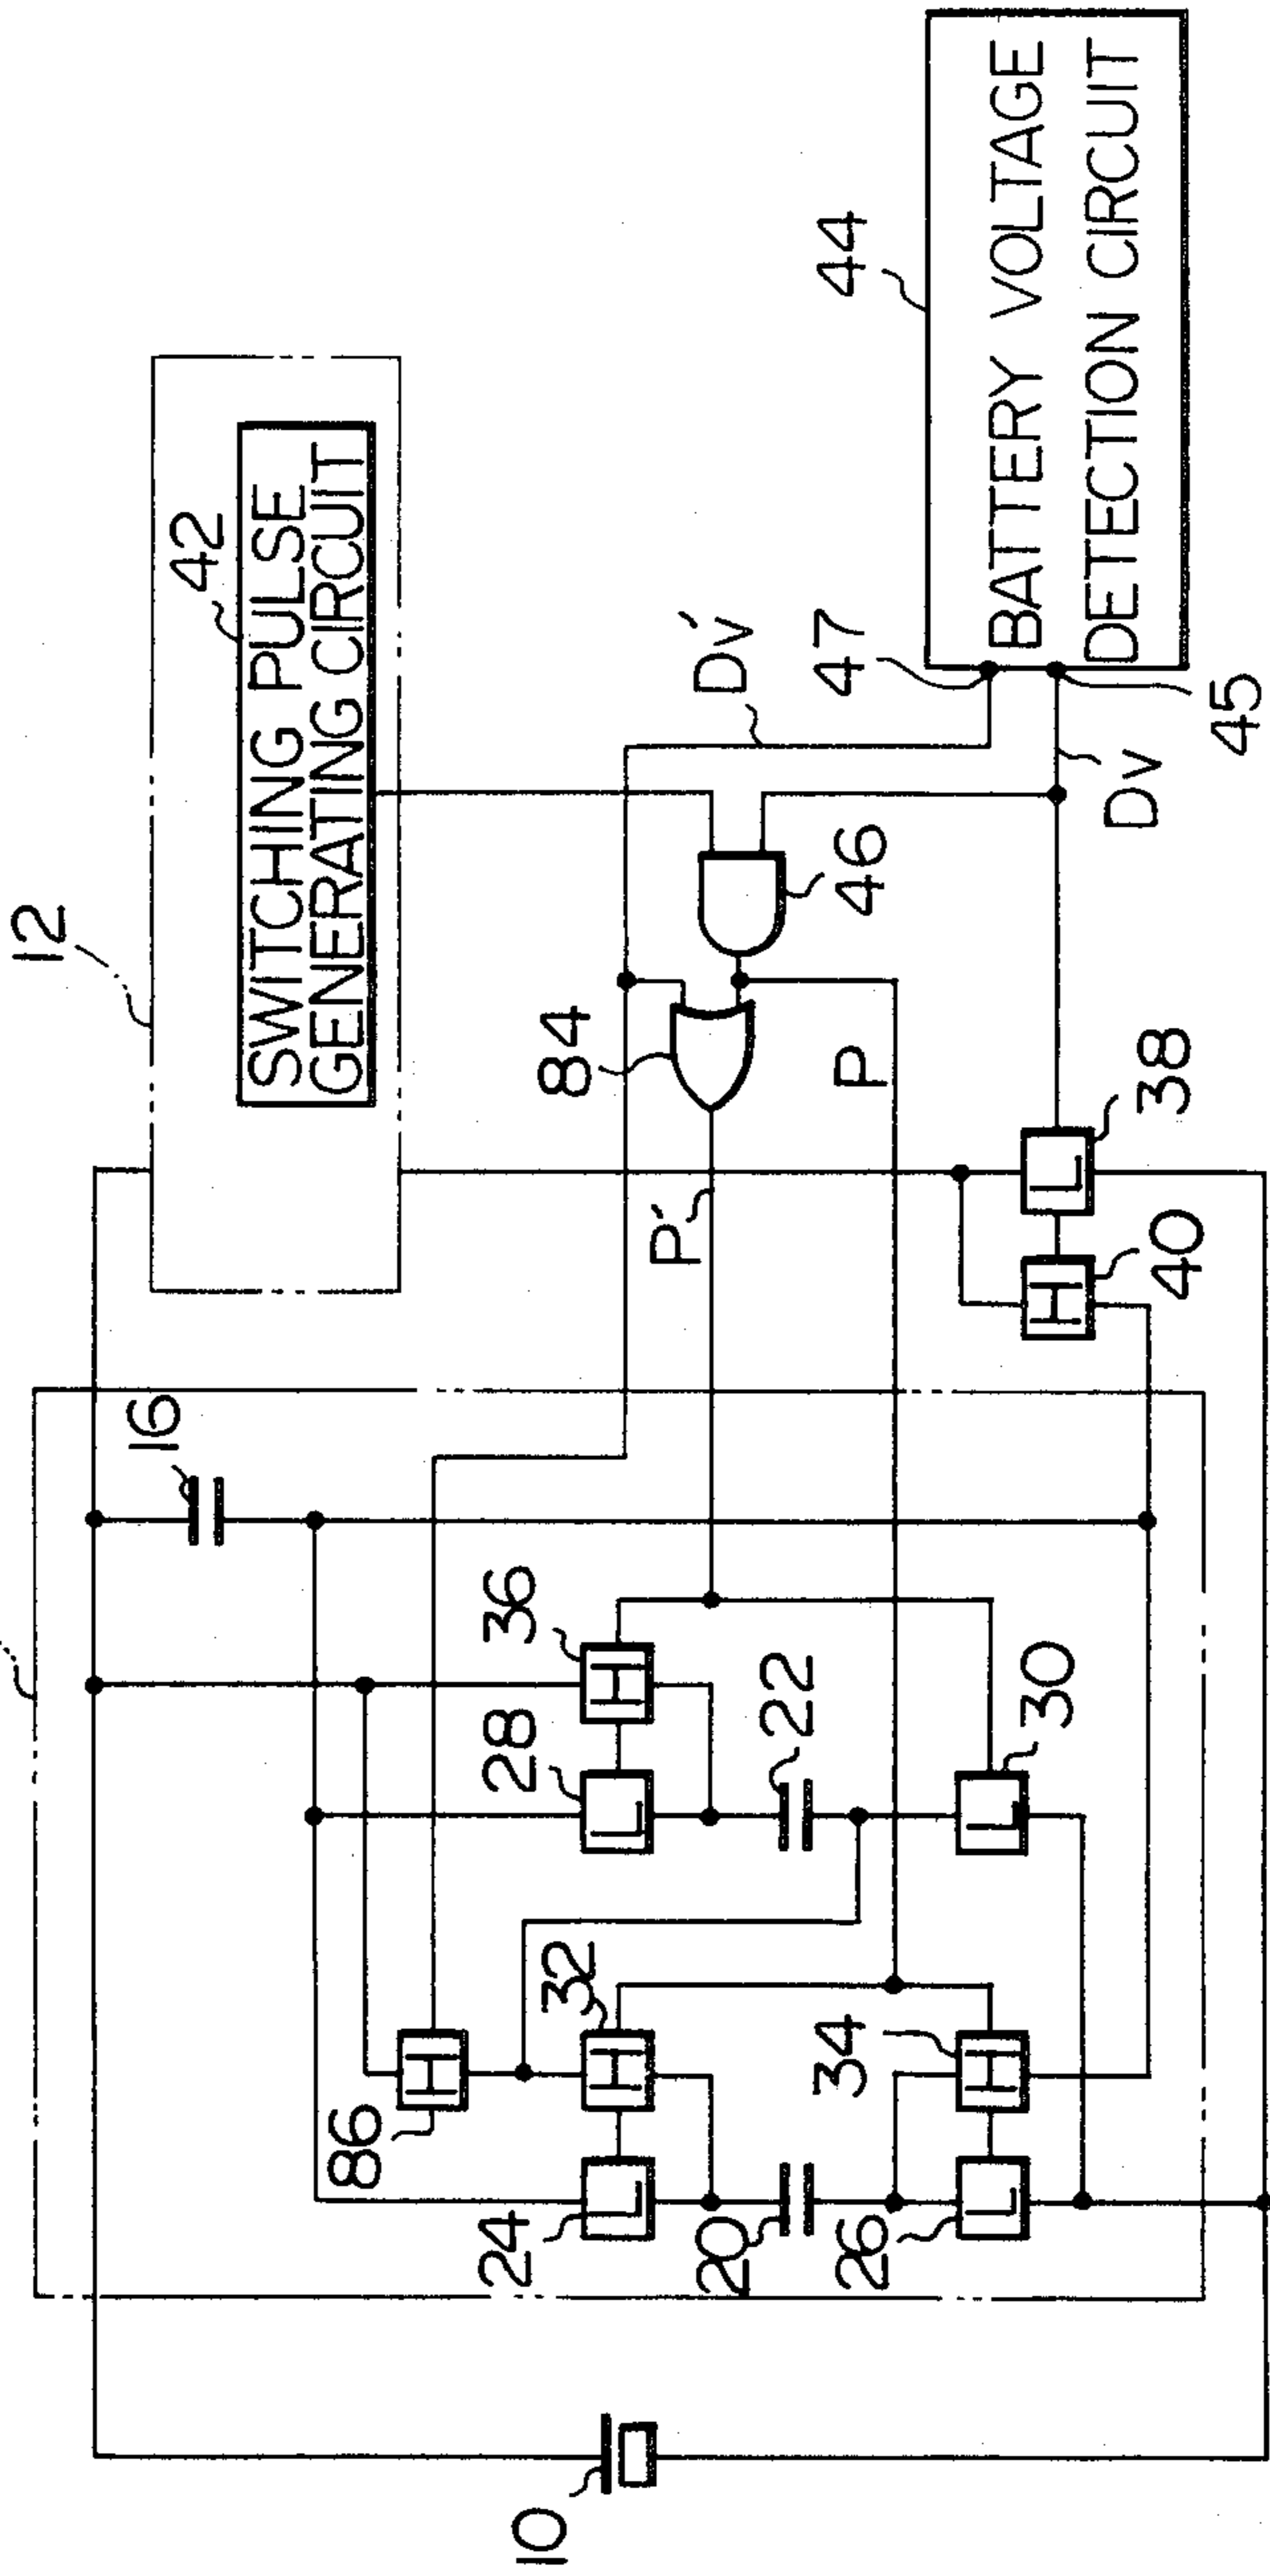 12
42
SWITCHING PULSE
GENERATING CIRCUIT
16
44
BATTERY VOLTAGE
DETECTION CIRCUIT
Dv'
47
45
Dv
46
84
P
P'
38
40
36
28
22
30
86
32
34
24
20
26
10
H
H
L
H
L
L
H
L
H
L